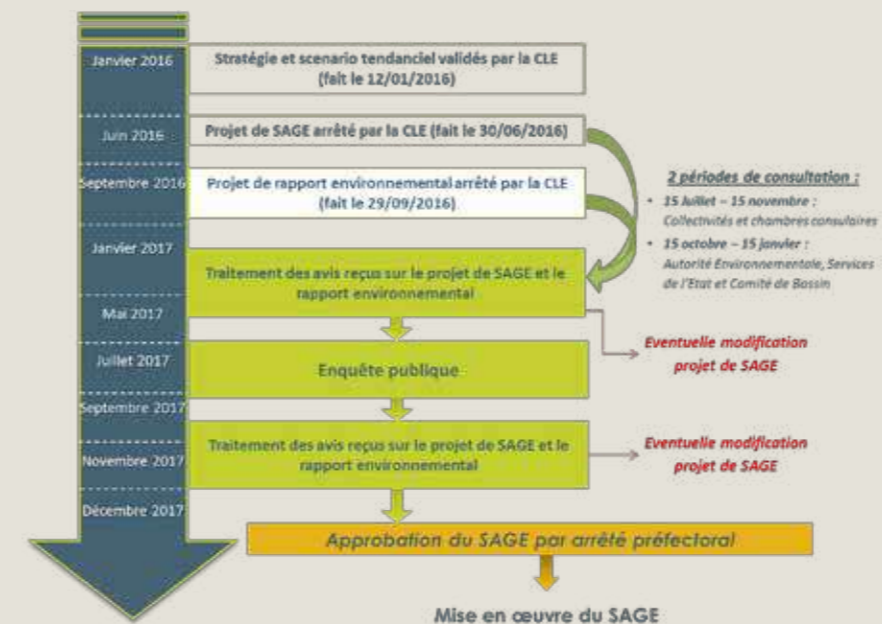 Janvier 2016
Stratégie et scenario tendanciel validés par la CLE
(fait le 12/01/2016)
Juin 2016
Projet de SAGE arrêté par la CLE (fait le 30/06/2016)
Septembre 2016
Projet de rapport environnemental arrêté par la CLE
(fait le 29/09/2016)
2 périodes de consultation :
• 15 Juillet – 15 novembre :
Collectivités et chambres consulaires
• 15 octobre – 15 janvier :
Autorité Environnementale, Services
de l'Etat et Comité de Bassin
Janvier 2017
Traitement des avis reçus sur le projet de SAGE et le
rapport environnemental
Mai 2017
Eventuelle modification
projet de SAGE
Juillet 2017
Enquête publique
Septembre 2017
Traitement des avis reçus sur le projet de SAGE et le
rapport environnemental
Eventuelle modification
projet de SAGE
Novembre 2017
Décembre 2017
Approbation du SAGE par arrêté préfectoral
Mise en œuvre du SAGE